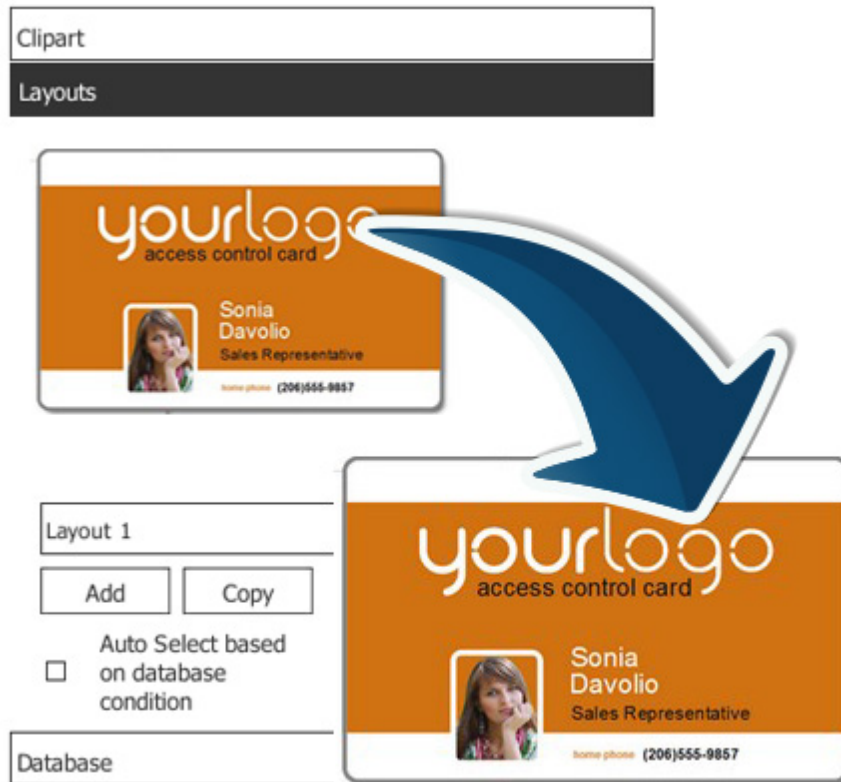 Clipart
Layouts
yourlogo
access control card
Sonia
Davolio
Sales Representative
home phone (206)555-9857
Layout 1
Add Copy
Auto Select based
on database
condition
Database
yourlogo
access control card
Sonia
Davolio
Sales Representative
home phone (206)555-9857